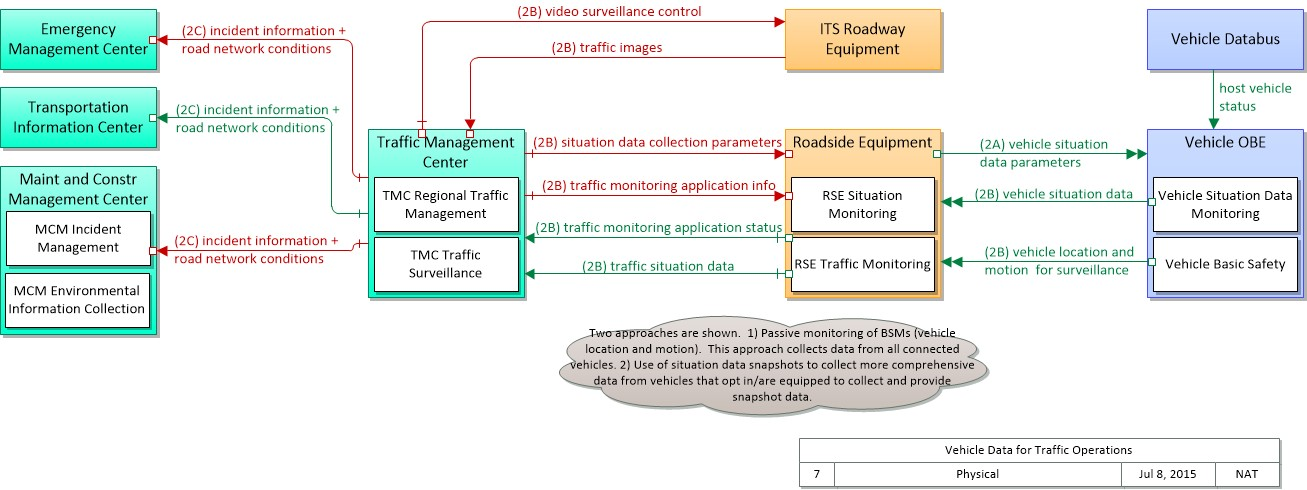 Emergency
Management Center
(2C) incident information +
road network conditions
Transportation
Information Center
(2C) incident information +
road network conditions
Maint and Constr
Management Center
MCM Incident
Management
MCM Environmental
Information Collection
(2C) incident information +
road network conditions
(2B) video surveillance control
(2B) traffic images
ITS Roadway
Equipment
Traffic Management
Center
TMC Regional Traffic
Management
TMC Traffic
Surveillance
(2B) situation data collection parameters
(2B) traffic monitoring application info
(2B) traffic monitoring application status
(2B) traffic situation data
Roadside Equipment
RSE Situation
Monitoring
RSE Traffic Monitoring
(2A) vehicle situation
data parameters
(2B) vehicle situation data
(2B) vehicle location and
motion for surveillance
Vehicle Databus
host vehicle
status
Vehicle OBE
Vehicle Situation Data
Monitoring
Vehicle Basic Safety
Two approaches are shown. 1) Passive monitoring of BSMs (vehicle
location and motion). This approach collects data from all connected
vehicles. 2) Use of situation data snapshots to collect more comprehensive
data from vehicles that opt in/are equipped to collect and provide
snapshot data.
Vehicle Data for Traffic Operations
7 Physical Jul 8, 2015 NAT